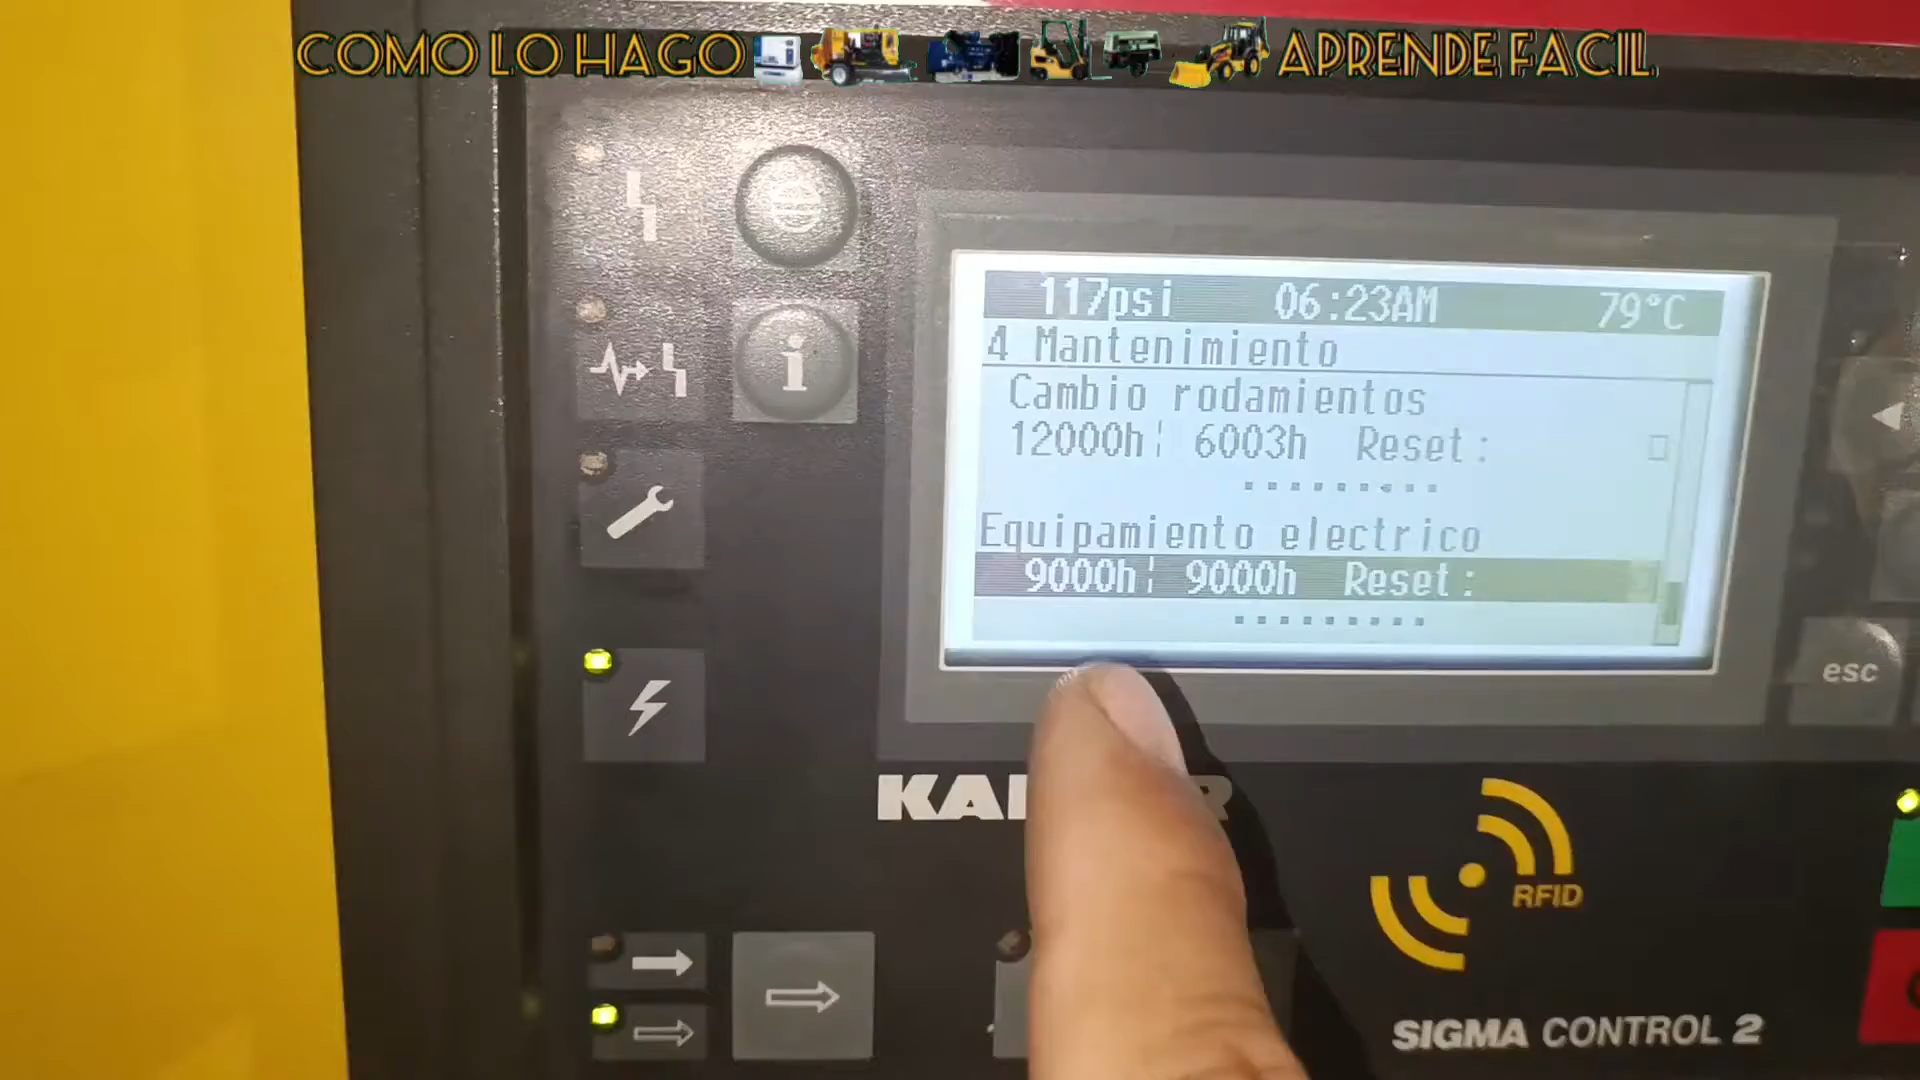 COMO LO HAGO APRENDE FACIL
117psi 06:23AM 79°C
4 Mantenimiento
Cambio rodamientos
12000h¦ 6003h Reset:
Equipamiento electrico
9000h¦ 9000h Reset:
i
esc
RFID
SIGMA CONTROL 2